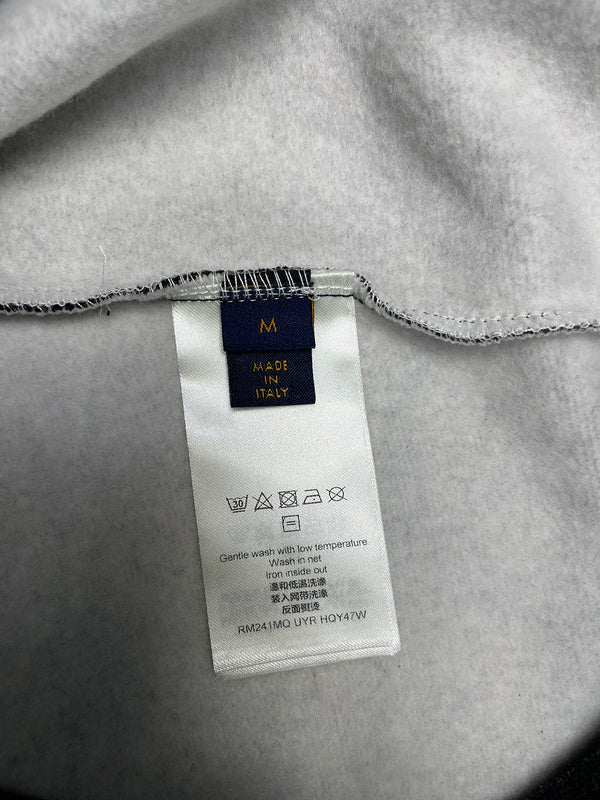 M
MADE
IN
ITALY
30
Gentle wash with low temperature
Wash in net
Iron inside out
温和低温洗涤
装入网带洗涤
反面熨烫
RM241MQ UYR HQY47W